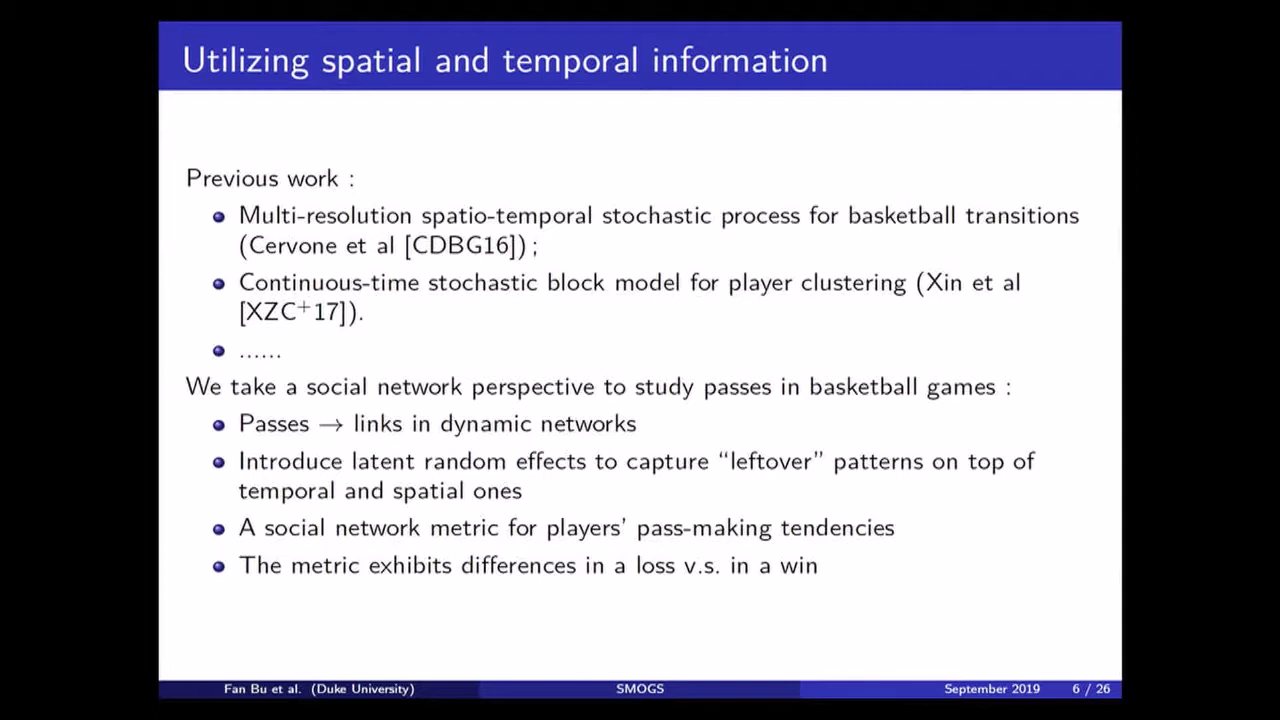 Utilizing spatial and temporal information
Previous work :
Multi-resolution spatio-temporal stochastic process for basketball transitions
(Cervone et al [CDBG16]) ;
Continuous-time stochastic block model for player clustering (Xin et al
[XZC+17]).
......
We take a social network perspective to study passes in basketball games :
Passes → links in dynamic networks
Introduce latent random effects to capture “leftover” patterns on top of
temporal and spatial ones
A social network metric for players’ pass-making tendencies
The metric exhibits differences in a loss v.s. in a win
Fan Bu et al. (Duke University) SMOGS September 2019 6 / 26